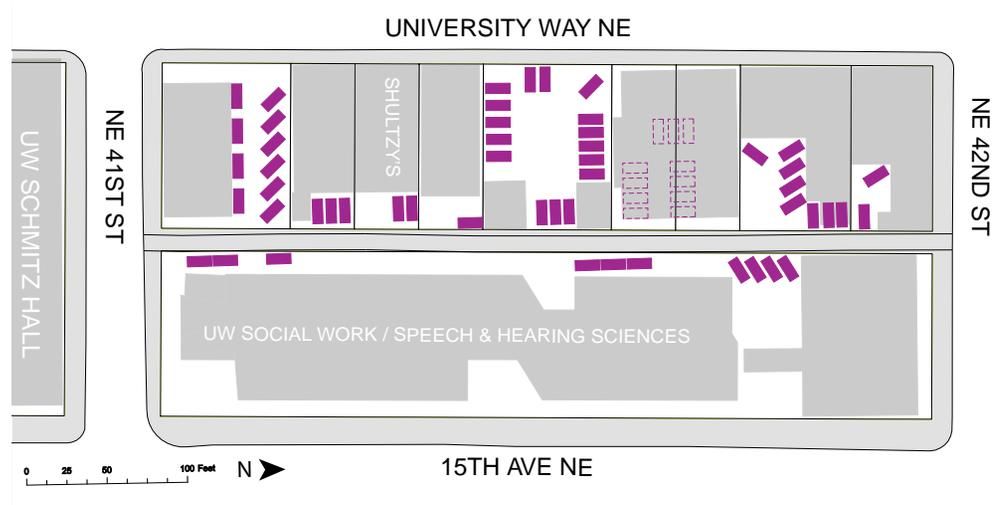 UNIVERSITY WAY NE
UW SCHMITZ HALL
NE 41ST ST
SHULTZY'S
NE 42ND ST
UW SOCIAL WORK / SPEECH & HEARING SCIENCES
0 25 50 100 Feet
N
15TH AVE NE